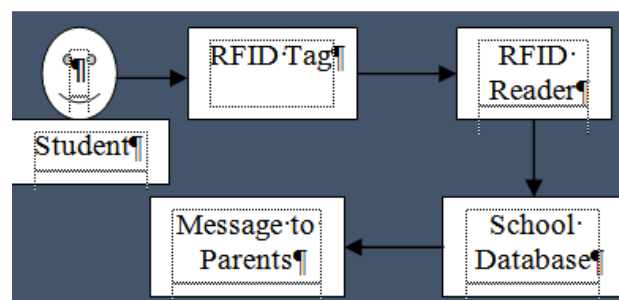 RFID Tag
RFID
Reader
Student
Message to
Parents
School
Database